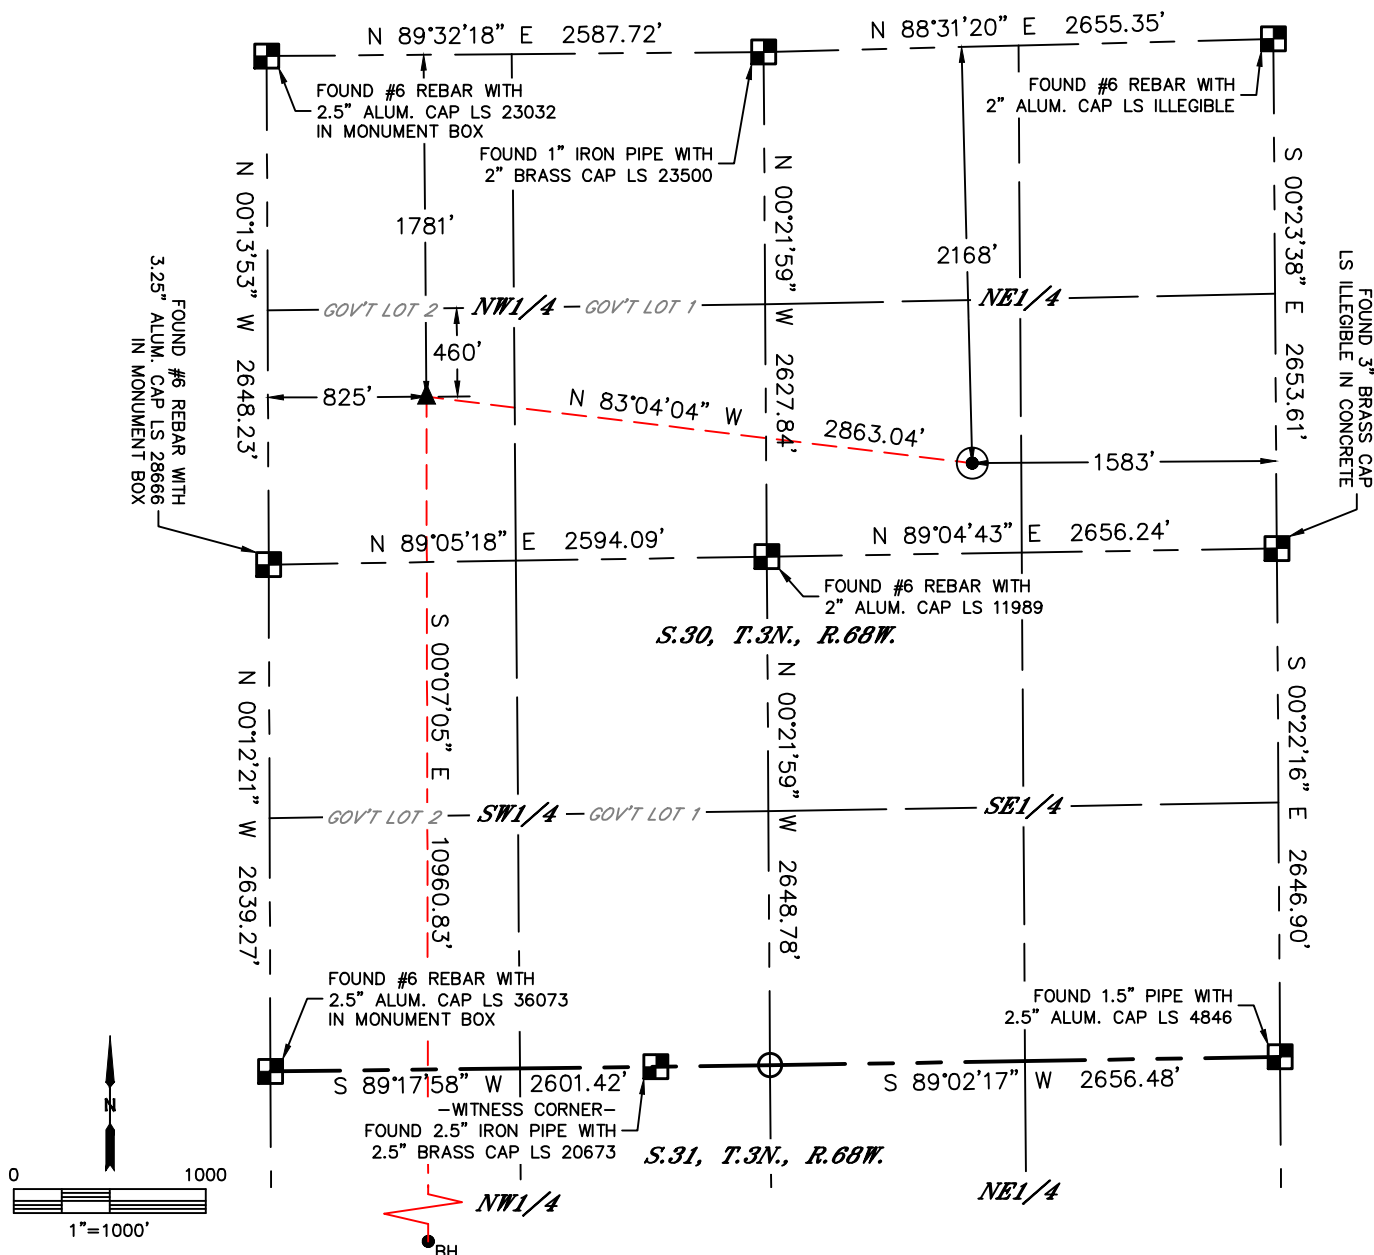 N 89°32'18" E 2587.72'
N 88°31'20" E 2655.35'
FOUND #6 REBAR WITH
2.5" ALUM. CAP LS 23032
IN MONUMENT BOX
FOUND #6 REBAR WITH
2" ALUM. CAP LS ILLEGIBLE
FOUND 1" IRON PIPE WITH
2" BRASS CAP LS 23500
N 00°13'53" W 2648.23'
N 00°21'59" W 2627.84'
S 00°23'38" E 2653.61'
1781'
2168'
FOUND #6 REBAR WITH
3.25" ALUM. CAP LS 28666
IN MONUMENT BOX
FOUND 3" BRASS CAP
LS ILLEGIBLE IN CONCRETE
GOV'T LOT 2
NW1/4
GOV'T LOT 1
NE1/4
460'
825'
N 83°04'04" W 2863.04'
1583'
N 89°05'18" E 2594.09'
N 89°04'43" E 2656.24'
FOUND #6 REBAR WITH
2" ALUM. CAP LS 11989
S.30, T.3N., R.68W.
N 00°12'21" W 2639.27'
S 00°07'05" E 10960.83'
N 00°21'59" W 2648.78'
S 00°22'16" E 2646.90'
GOV'T LOT 2
SW1/4
GOV'T LOT 1
SE1/4
FOUND #6 REBAR WITH
2.5" ALUM. CAP LS 36073
IN MONUMENT BOX
FOUND 1.5" PIPE WITH
2.5" ALUM. CAP LS 4846
S 89°17'58" W 2601.42'
S 89°02'17" W 2656.48'
-WITNESS CORNER-
FOUND 2.5" IRON PIPE WITH
2.5" BRASS CAP LS 20673
S.31, T.3N., R.68W.
N
0 1000
1"=1000'
NW1/4
NE1/4
BH